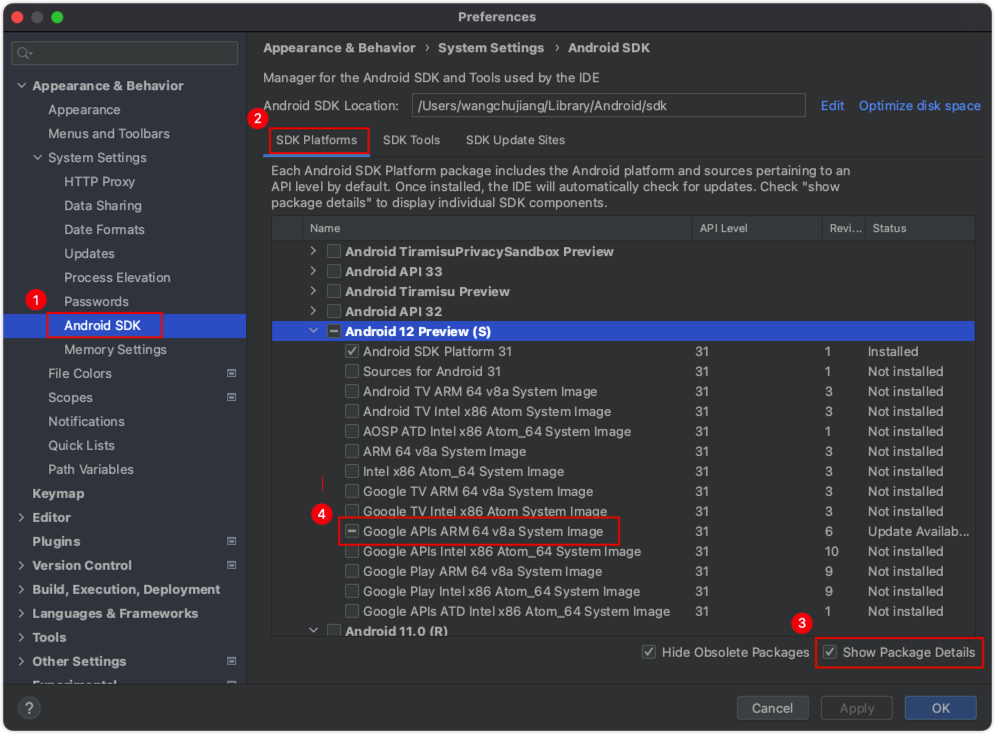 Preferences
Appearance & Behavior
Appearance
Menus and Toolbars
System Settings
HTTP Proxy
Data Sharing
Date Formats
Updates
Process Elevation
1
Passwords
Android SDK
Memory Settings
File Colors
Scopes
Notifications
Quick Lists
Path Variables
Keymap
Editor
Plugins
Version Control
Build, Execution, Deployment
Languages & Frameworks
Tools
Other Settings
Experimental
Appearance & Behavior › System Settings › Android SDK
Manager for the Android SDK and Tools used by the IDE
Android SDK Location: /Users/wangchujiang/Library/Android/sdk Edit Optimize disk space
2
SDK Platforms SDK Tools SDK Update Sites
Each Android SDK Platform package includes the Android platform and sources pertaining to an
API level by default. Once installed, the IDE will automatically check for updates. Check "show
package details" to display individual SDK components.
Name API Level Revi... Status
Android TiramisuPrivacySandbox Preview
Android API 33
Android Tiramisu Preview
Android API 32
Android 12 Preview (S)
Android SDK Platform 31 31 1 Installed
Sources for Android 31 31 1 Not installed
Android TV ARM 64 v8a System Image 31 3 Not installed
Android TV Intel x86 Atom System Image 31 3 Not installed
AOSP ATD Intel x86 Atom_64 System Image 31 1 Not installed
ARM 64 v8a System Image 31 3 Not installed
Intel x86 Atom_64 System Image 31 3 Not installed
Google TV ARM 64 v8a System Image 31 3 Not installed
Google TV Intel x86 Atom System Image 31 3 Not installed
4
Google APIs ARM 64 v8a System Image 31 6 Update Availab...
Google APIs Intel x86 Atom_64 System Image 31 10 Not installed
Google Play ARM 64 v8a System Image 31 9 Not installed
Google Play Intel x86 Atom_64 System Image 31 9 Not installed
Google APIs ATD Intel x86 Atom_64 System Image 31 1 Not installed
Android 11.0 (R)
3
Hide Obsolete Packages Show Package Details
? Cancel Apply OK